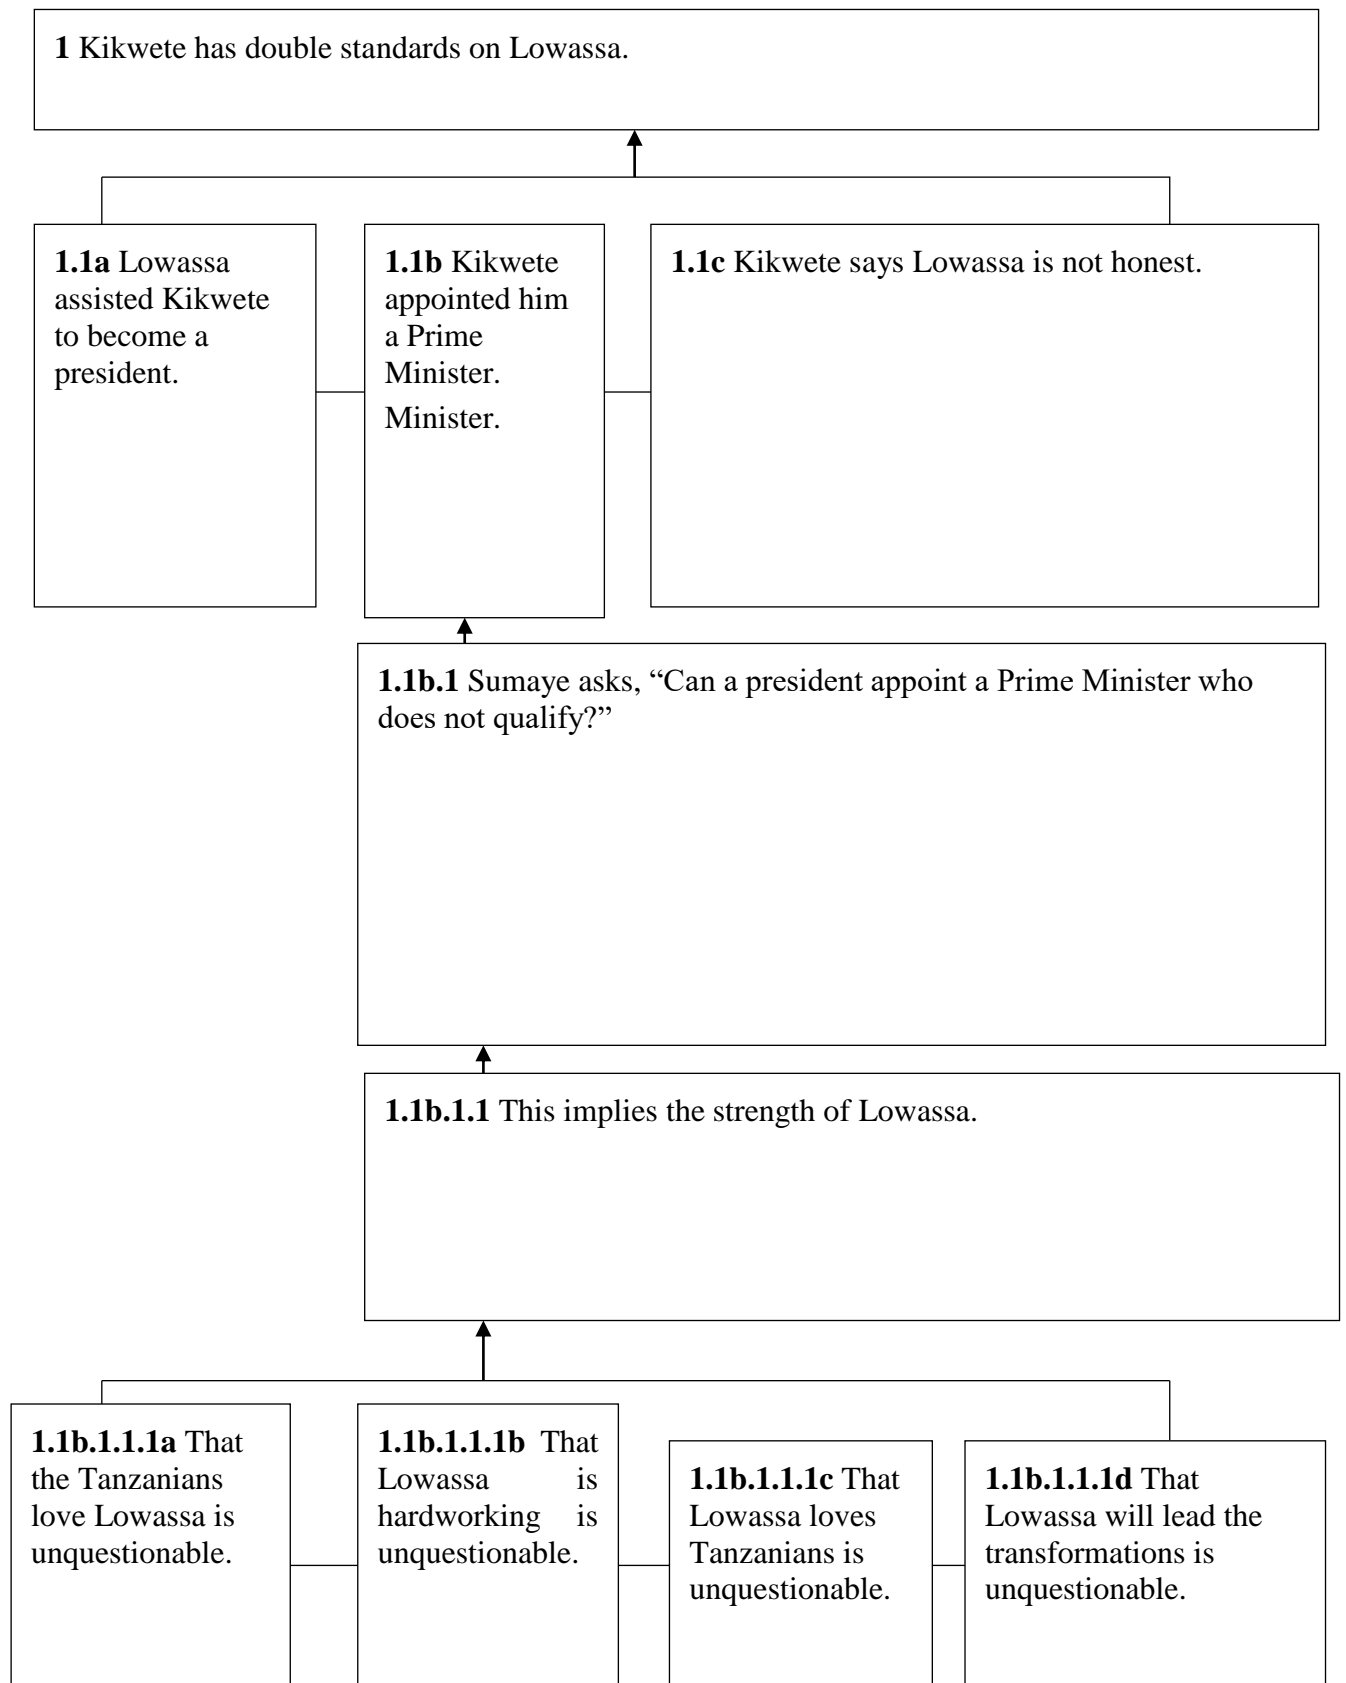 1 Kikwete has double standards on Lowassa.
1.1a Lowassa
assisted Kikwete
to become a
president.
1.1b Kikwete
appointed him
a Prime
Minister.
Minister.
1.1c Kikwete says Lowassa is not honest.
1.1b.1 Sumaye asks, “Can a president appoint a Prime Minister who
does not qualify?”
1.1b.1.1 This implies the strength of Lowassa.
1.1b.1.1.1a That
the Tanzanians
love Lowassa is
unquestionable.
1.1b.1.1.1b That
Lowassa is
hardworking is
unquestionable.
1.1b.1.1.1c That
Lowassa loves
Tanzanians is
unquestionable.
1.1b.1.1.1d That
Lowassa will lead the
transformations is
unquestionable.